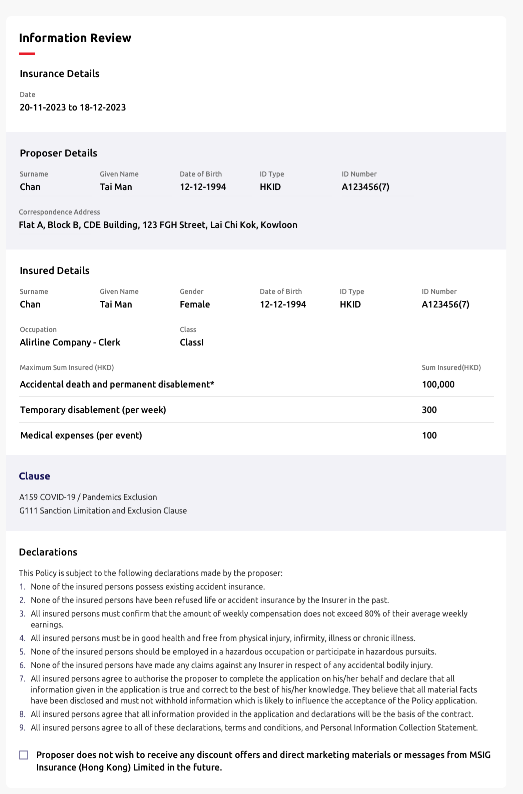 Information Review
Insurance Details
Date
20-11-2023 to 18-12-2023
Proposer Details
Surname Given Name Date of Birth ID Type ID Number
Chan Tai Man 12-12-1994 HKID A123456(7)
Correspondence Address
Flat A, Block B, CDE Building, 123 FGH Street, Lai Chi Kok, Kowloon
Insured Details
Surname Given Name Gender Date of Birth ID Type ID Number
Chan Tai Man Female 12-12-1994 HKID A123456(7)
Occupation Class
Alirline Company - Clerk ClassI
Maximum Sum Insured (HKD) Sum Insured(HKD)
Accidental death and permanent disablement* 100,000
Temporary disablement (per week) 300
Medical expenses (per event) 100
Clause
A159 COVID-19 / Pandemics Exclusion
G111 Sanction Limitation and Exclusion Clause
Declarations
This Policy is subject to the following declarations made by the proposer:
1. None of the insured persons possess existing accident insurance.
2. None of the insured persons have been refused life or accident insurance by the Insurer in the past.
3. All insured persons must confirm that the amount of weekly compensation does not exceed 80% of their average weekly
earnings.
4. All insured persons must be in good health and free from physical injury, infirmity, illness or chronic illness.
5. None of the insured persons should be employed in a hazardous occupation or participate in hazardous pursuits.
6. None of the insured persons have made any claims against any Insurer in respect of any accidental bodily injury.
7. All insured persons agree to authorise the proposer to complete the application on his/her behalf and declare that all
information given in the application is true and correct to the best of his/her knowledge. They believe that all material facts
have been disclosed and must not withhold information which is likely to influence the acceptance of the Policy application.
8. All insured persons agree that all information provided in the application and declarations will be the basis of the contract.
9. All insured persons agree to all of these declarations, terms and conditions, and Personal Information Collection Statement.
Proposer does not wish to receive any discount offers and direct marketing materials or messages from MSIG
Insurance (Hong Kong) Limited in the future.